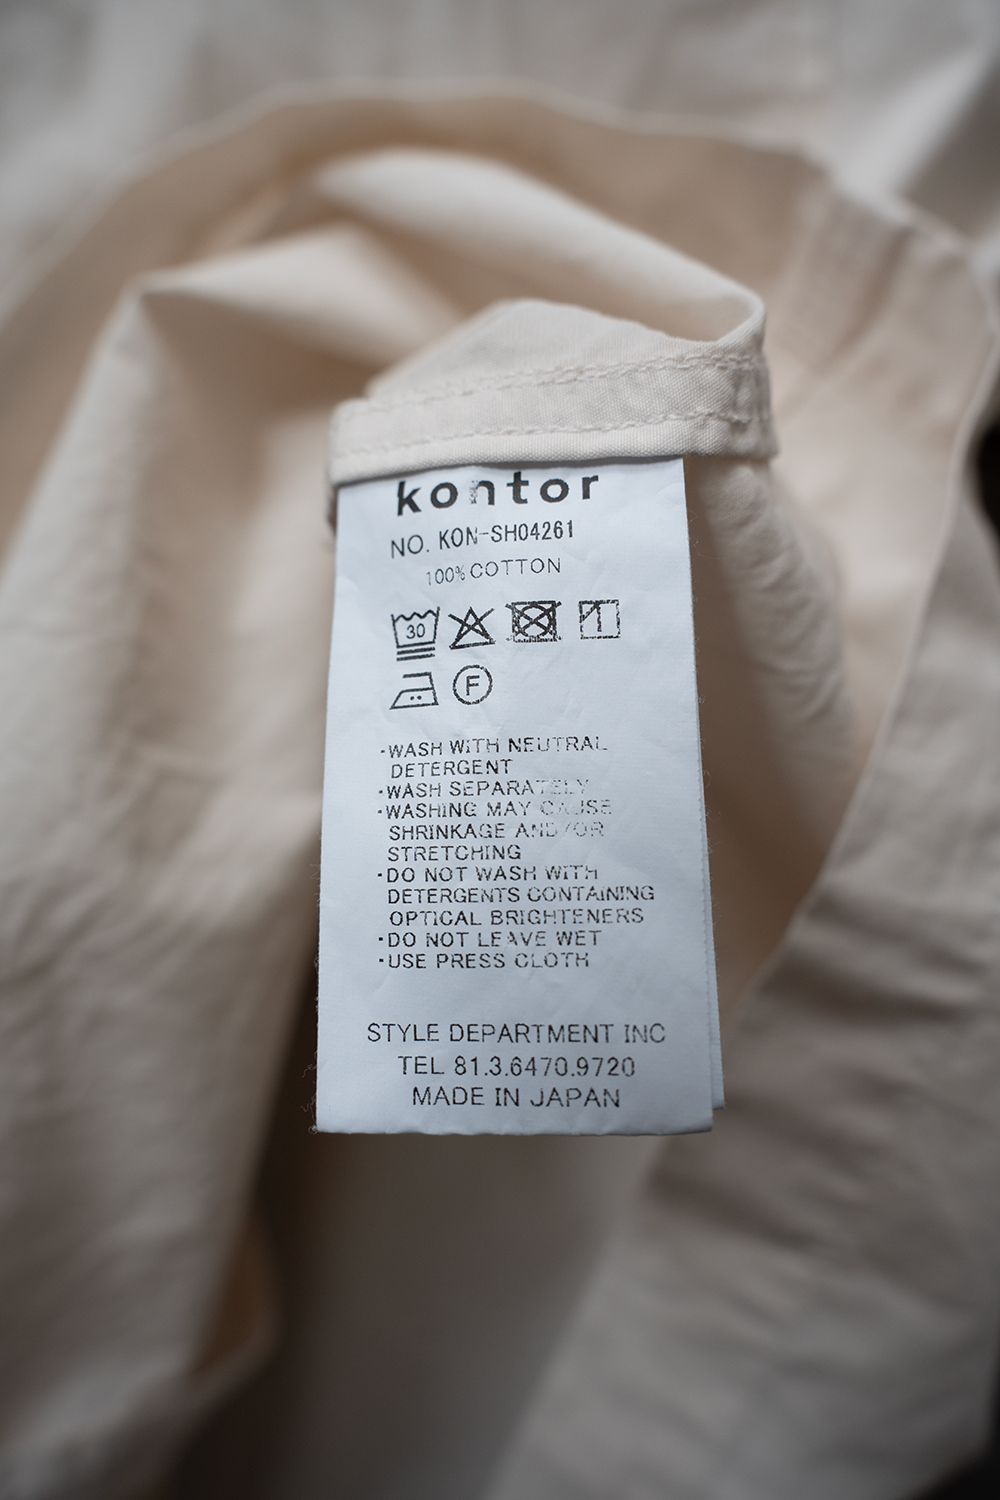 kontor
NO. KON-SH04261
100% COTTON
30
F
·WASH WITH NEUTRAL
DETERGENT
·WASH SEPARATELY
·WASHING MAY CAUSE
SHRINKAGE AND/OR
STRETCHING
·DO NOT WASH WITH
DETERGENTS CONTAINING
OPTICAL BRIGHTENERS
·DO NOT LEAVE WET
·USE PRESS CLOTH
STYLE DEPARTMENT INC
TEL 81.3.6470.9720
MADE IN JAPAN